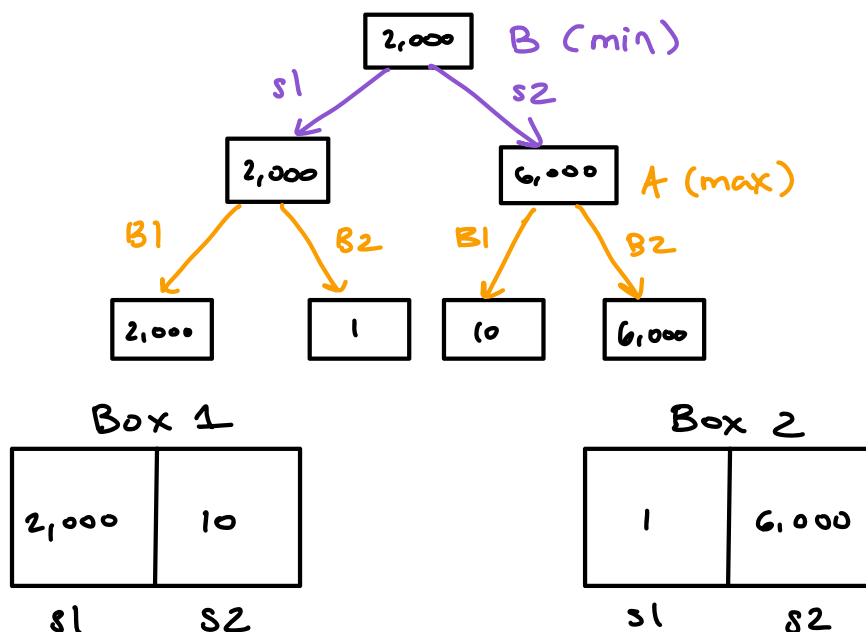 2,000 B (min)
s1 s2
2,000 6,000 A (max)
B1 B2 B1 B2
2,000 1 10 6,000
Box 1 Box 2
2,000 10 1 6,000
s1 s2 s1 s2